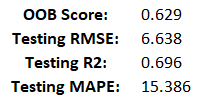 OOB Score: 0.629
Testing RMSE: 6.638
Testing R2: 0.696
Testing MAPE: 15.386